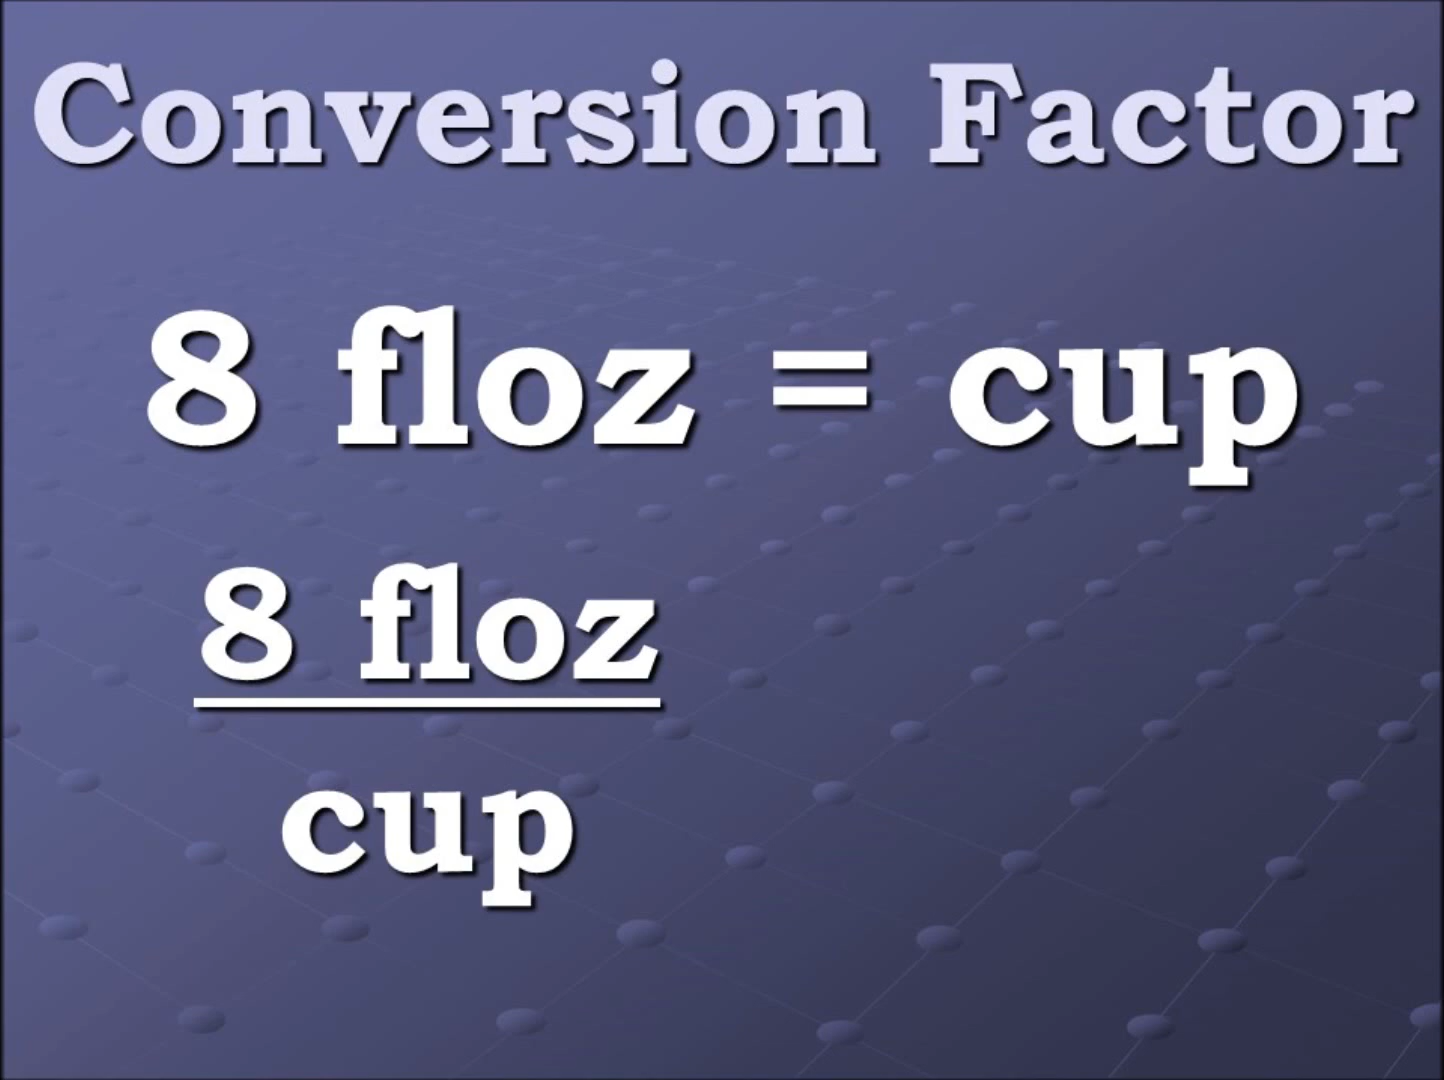 Conversion Factor
8 floz = cup
8 floz
cup